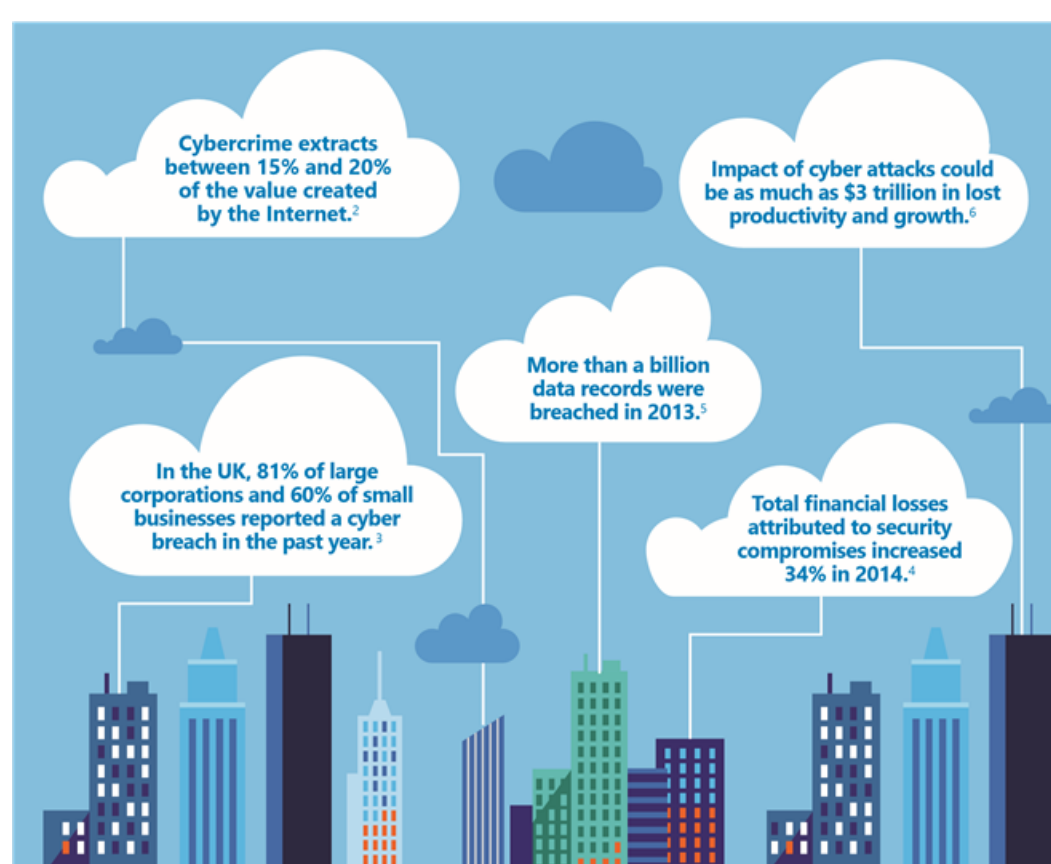 Cybercrime extracts
between 15% and 20%
of the value created
by the Internet.²
Impact of cyber attacks could
be as much as $3 trillion in lost
productivity and growth.⁶
More than a billion
data records were
breached in 2013.⁵
In the UK, 81% of large
corporations and 60% of small
businesses reported a cyber
breach in the past year.³
Total financial losses
attributed to security
compromises increased
34% in 2014.⁴